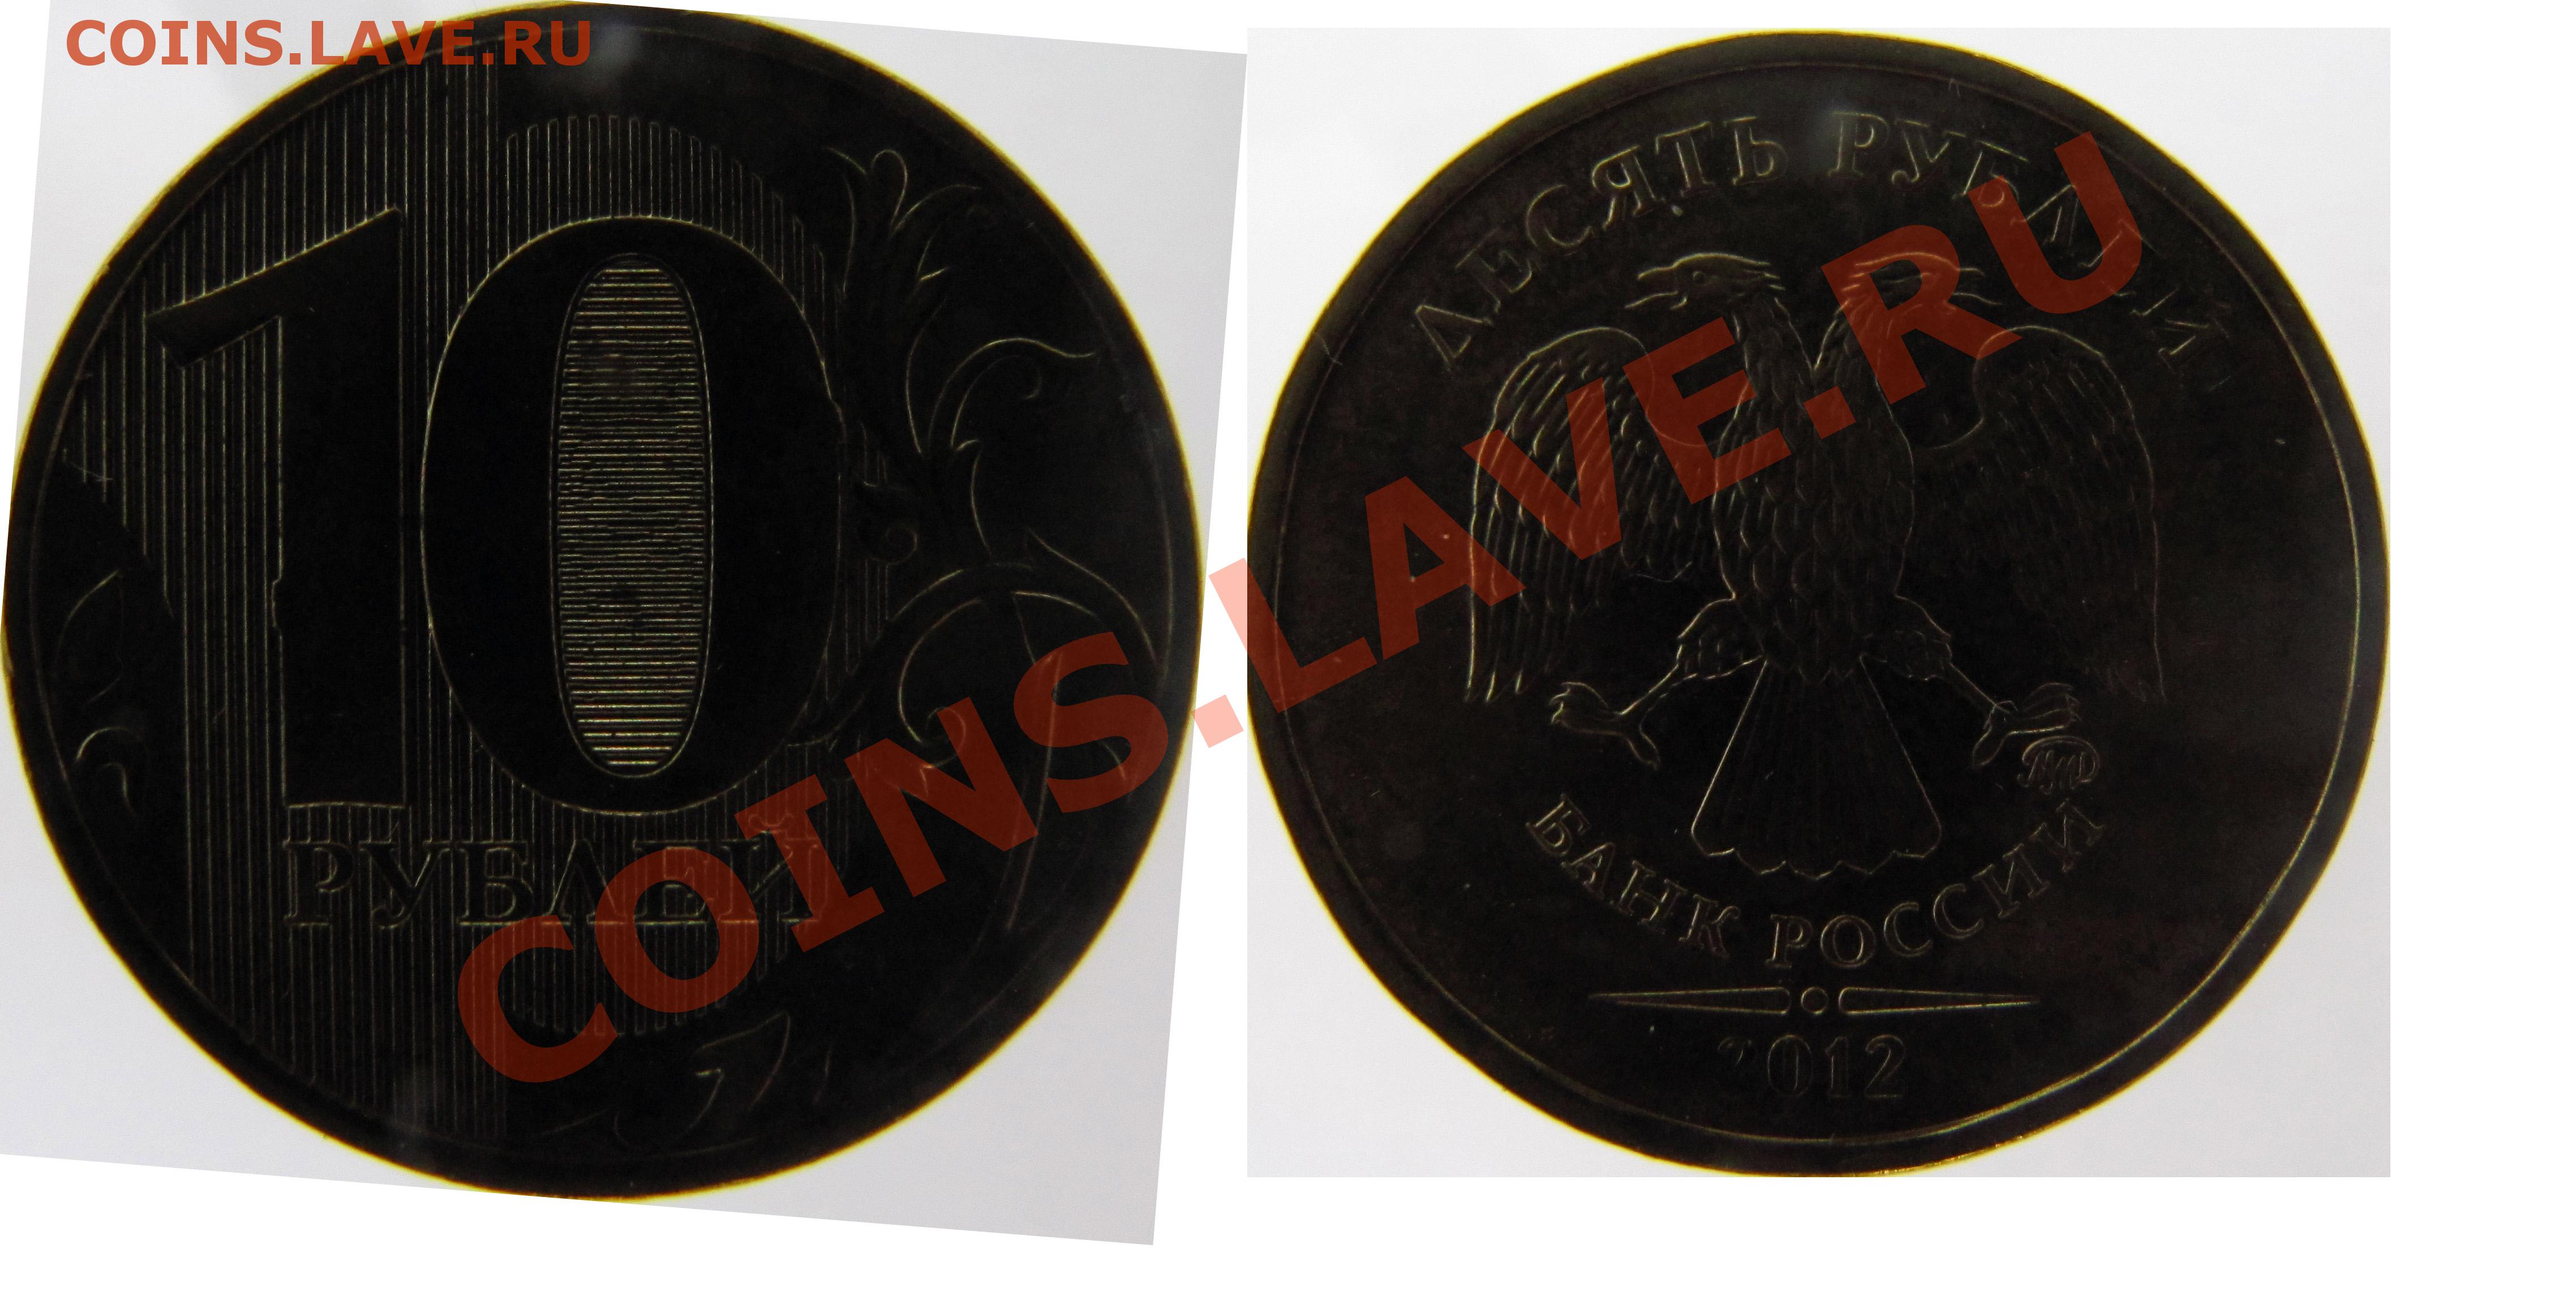 COINS.LAVE.RU
10
РУБЛЕЙ
ДЕСЯТЬ РУБЛЕЙ
БАНК РОССИИ
2012
COINS.LAVE.RU